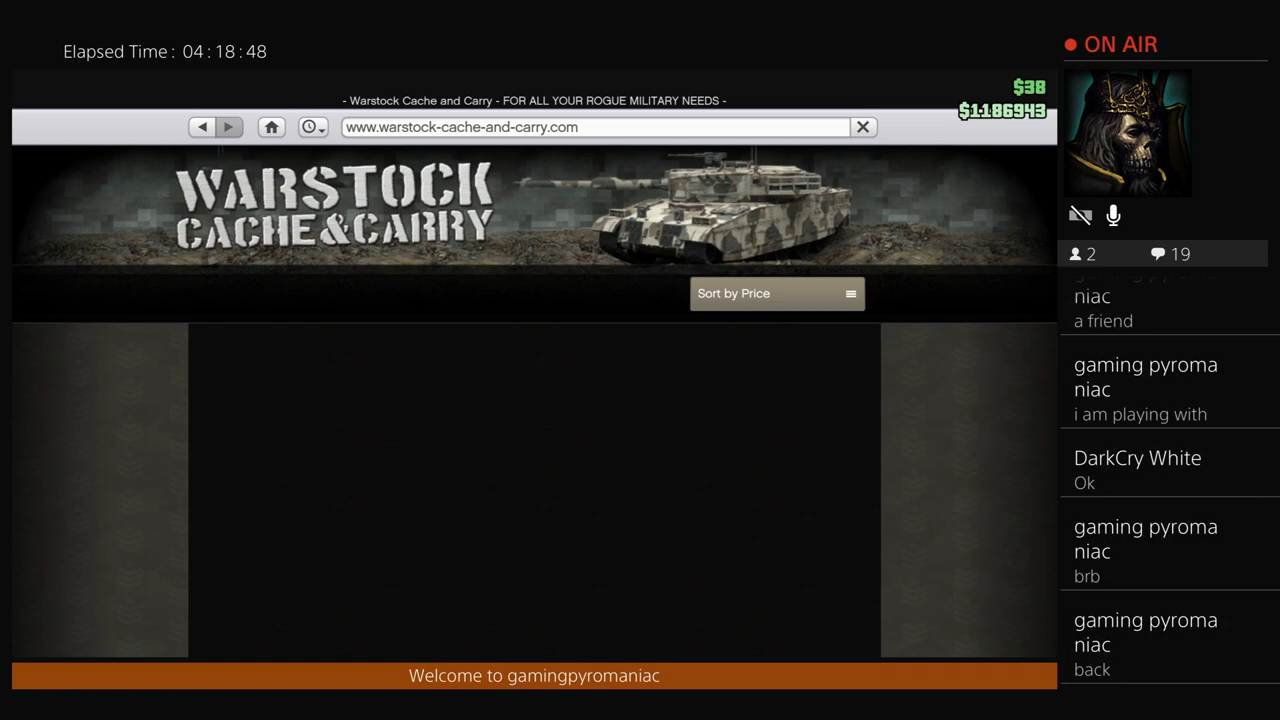 Elapsed Time : 04 : 18 : 48
ON AIR
- Warstock Cache and Carry - FOR ALL YOUR ROGUE MILITARY NEEDS -
$38
$1186943
www.warstock-cache-and-carry.com
WARSTOCK
CACHE&CARRY
Sort by Price
2
19
niac
a friend
gaming pyroma
niac
i am playing with
DarkCry White
Ok
gaming pyroma
niac
brb
gaming pyroma
niac
back
Welcome to gamingpyromaniac